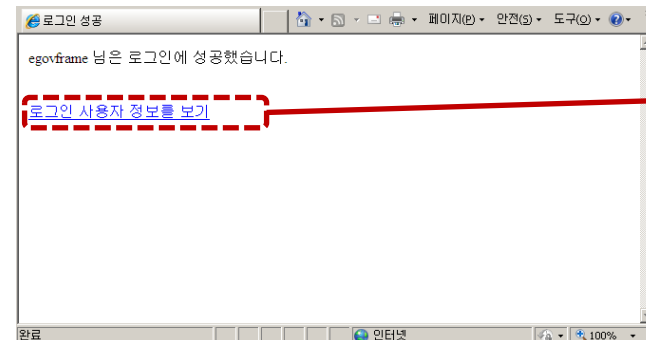 로그인 성공
페이지(P) 안전(S) 도구(O)
egovframe 님은 로그인에 성공했습니다.
로그인 사용자 정보를 보기
완료 인터넷 100%